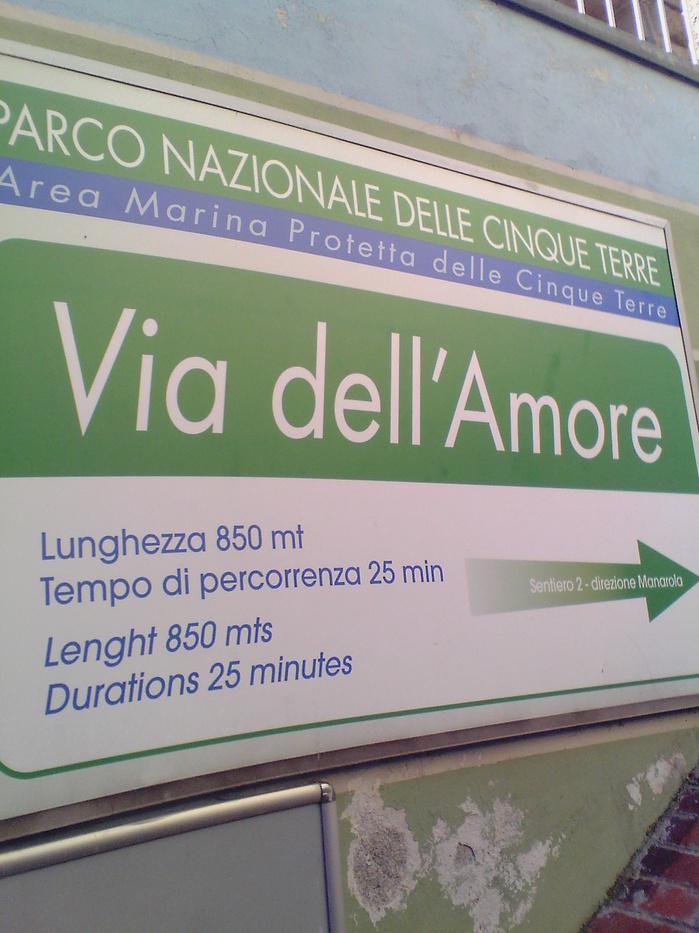 PARCO NAZIONALE DELLE CINQUE TERRE
Area Marina Protetta delle Cinque Terre
Via dell'Amore
Lunghezza 850 mt
Tempo di percorrenza 25 min
Sentiero 2 - direzione Manarola
Lenght 850 mts
Durations 25 minutes